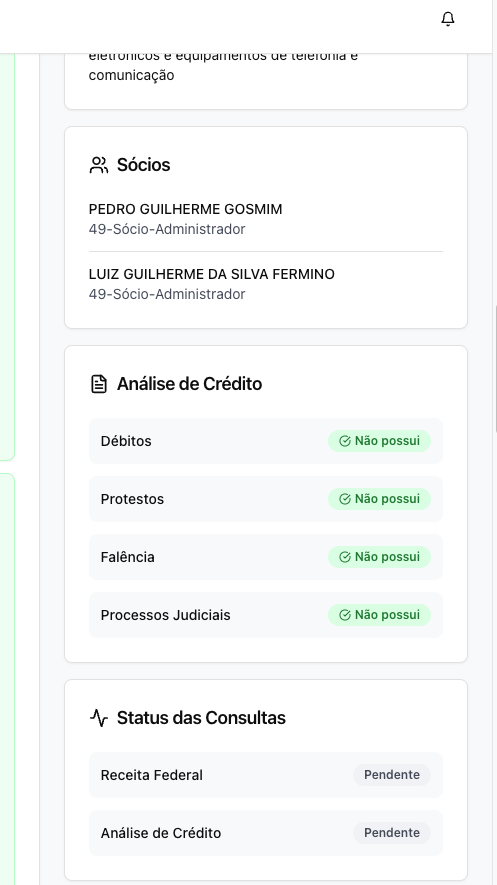 eletrônicos e equipamentos de telefonia e
comunicação
Sócios
PEDRO GUILHERME GOSMIM
49-Sócio-Administrador
LUIZ GUILHERME DA SILVA FERMINO
49-Sócio-Administrador
Análise de Crédito
Débitos Não possui
Protestos Não possui
Falência Não possui
Processos Judiciais Não possui
Status das Consultas
Receita Federal Pendente
Análise de Crédito Pendente